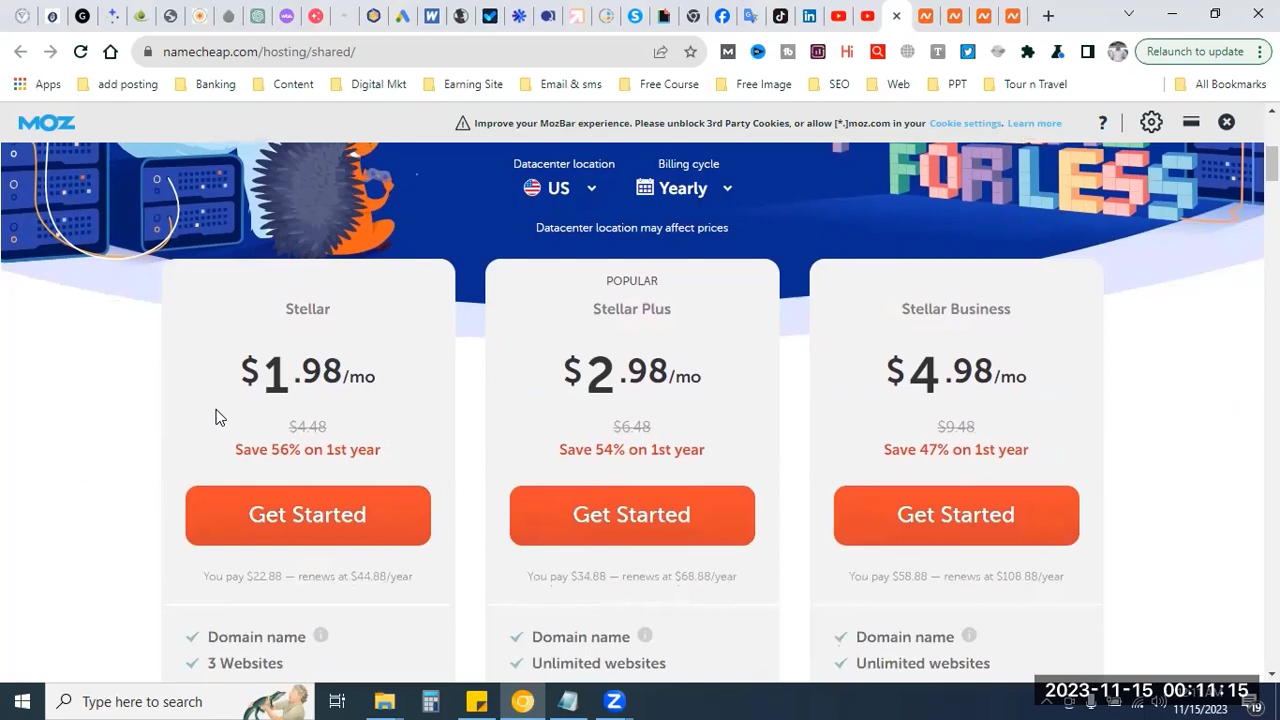 namecheap.com/hosting/shared/
Relaunch to update
Apps
add posting
Banking
Content
Digital Mkt
Earning Site
Email & sms
Free Course
Free Image
SEO
Web
PPT
Tour n Travel
All Bookmarks
MOZ
Improve your MozBar experience. Please unblock 3rd Party Cookies, or allow [*.]moz.com in your Cookie settings. Learn more
FORLESS
Datacenter location
Billing cycle
US
Yearly
Datacenter location may affect prices
Stellar
$1.98/mo
$4.48
Save 56% on 1st year
Get Started
You pay $22.88 — renews at $44.88/year
Domain name
3 Websites
POPULAR
Stellar Plus
$2.98/mo
$6.48
Save 54% on 1st year
Get Started
You pay $34.88 — renews at $68.88/year
Domain name
Unlimited websites
Stellar Business
$4.98/mo
$9.48
Save 47% on 1st year
Get Started
You pay $58.88 — renews at $108.88/year
Domain name
Unlimited websites
Type here to search
2023-11-15 00:11:15
11/15/2023
19